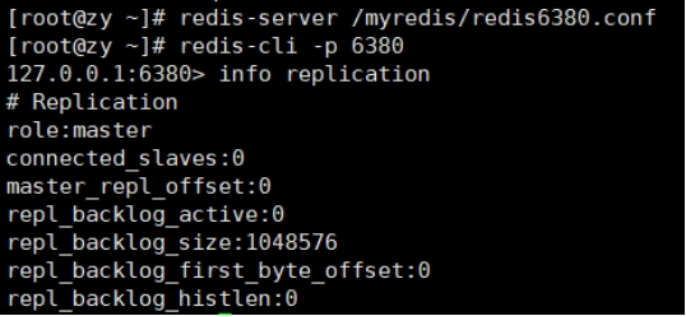 [root@zy ~]# redis-server /myredis/redis6380.conf
[root@zy ~]# redis-cli -p 6380
127.0.0.1:6380> info replication
# Replication
role:master
connected_slaves:0
master_repl_offset:0
repl_backlog_active:0
repl_backlog_size:1048576
repl_backlog_first_byte_offset:0
repl_backlog_histlen:0